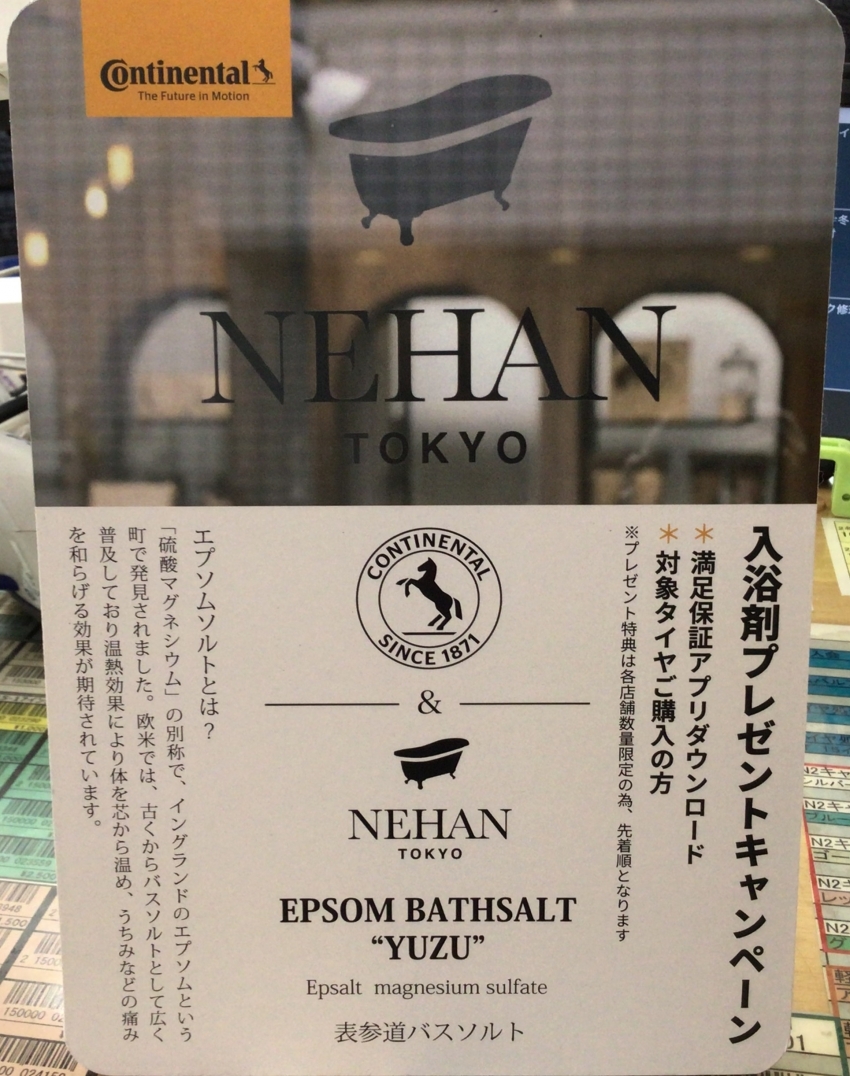 Continental
The Future in Motion
NEHAN
TOKYO
入浴剤プレゼントキャンペーン
＊満足保証アプリダウンロード
＊対象タイヤご購入の方
※プレゼント特典は各店舗数量限定の為、先着順となります
CONTINENTAL
SINCE 1871
&
NEHAN
TOKYO
EPSOM BATHSALT
“YUZU”
Epsalt magnesium sulfate
表参道バスソルト
エプソムソルトとは？
「硫酸マグネシウム」の別称で、イングランドのエプソムという
町で発見されました。欧米では、古くからバスソルトとして広く
普及しており温熱効果により体を芯から温め、うちみなどの痛み
を和らげる効果が期待されています。